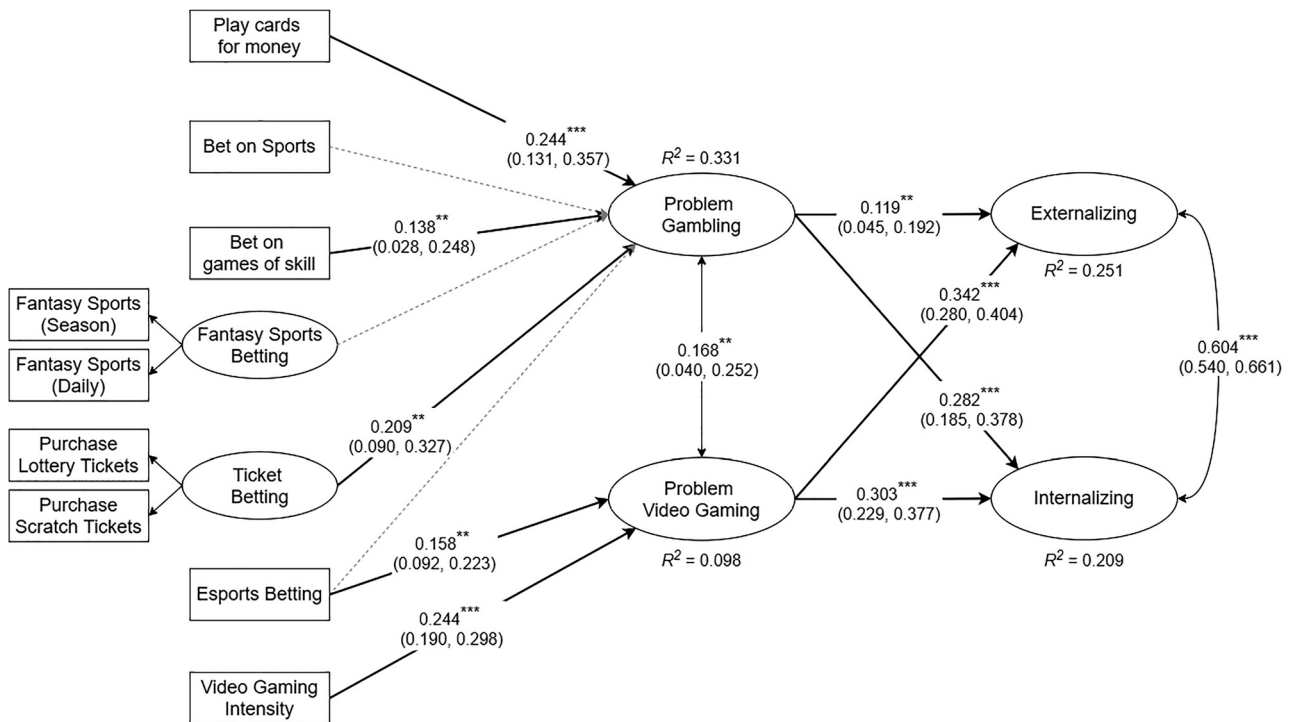 Play cards
for money
0.244***
(0.131, 0.357)
Bet on Sports
R² = 0.331
Problem
Gambling
0.138**
(0.028, 0.248)
Bet on
games of skill
0.119**
(0.045, 0.192)
Externalizing
R² = 0.251
Fantasy Sports
(Season)
Fantasy Sports
(Daily)
Fantasy Sports
Betting
0.342***
(0.280, 0.404)
0.168**
(0.040, 0.252)
0.604***
(0.540, 0.661)
0.209**
(0.090, 0.327)
0.282***
(0.185, 0.378)
Purchase
Lottery Tickets
Purchase
Scratch Tickets
Ticket
Betting
Problem
Video Gaming
R² = 0.098
0.303***
(0.229, 0.377)
Internalizing
R² = 0.209
0.158**
(0.092, 0.223)
Esports Betting
0.244***
(0.190, 0.298)
Video Gaming
Intensity